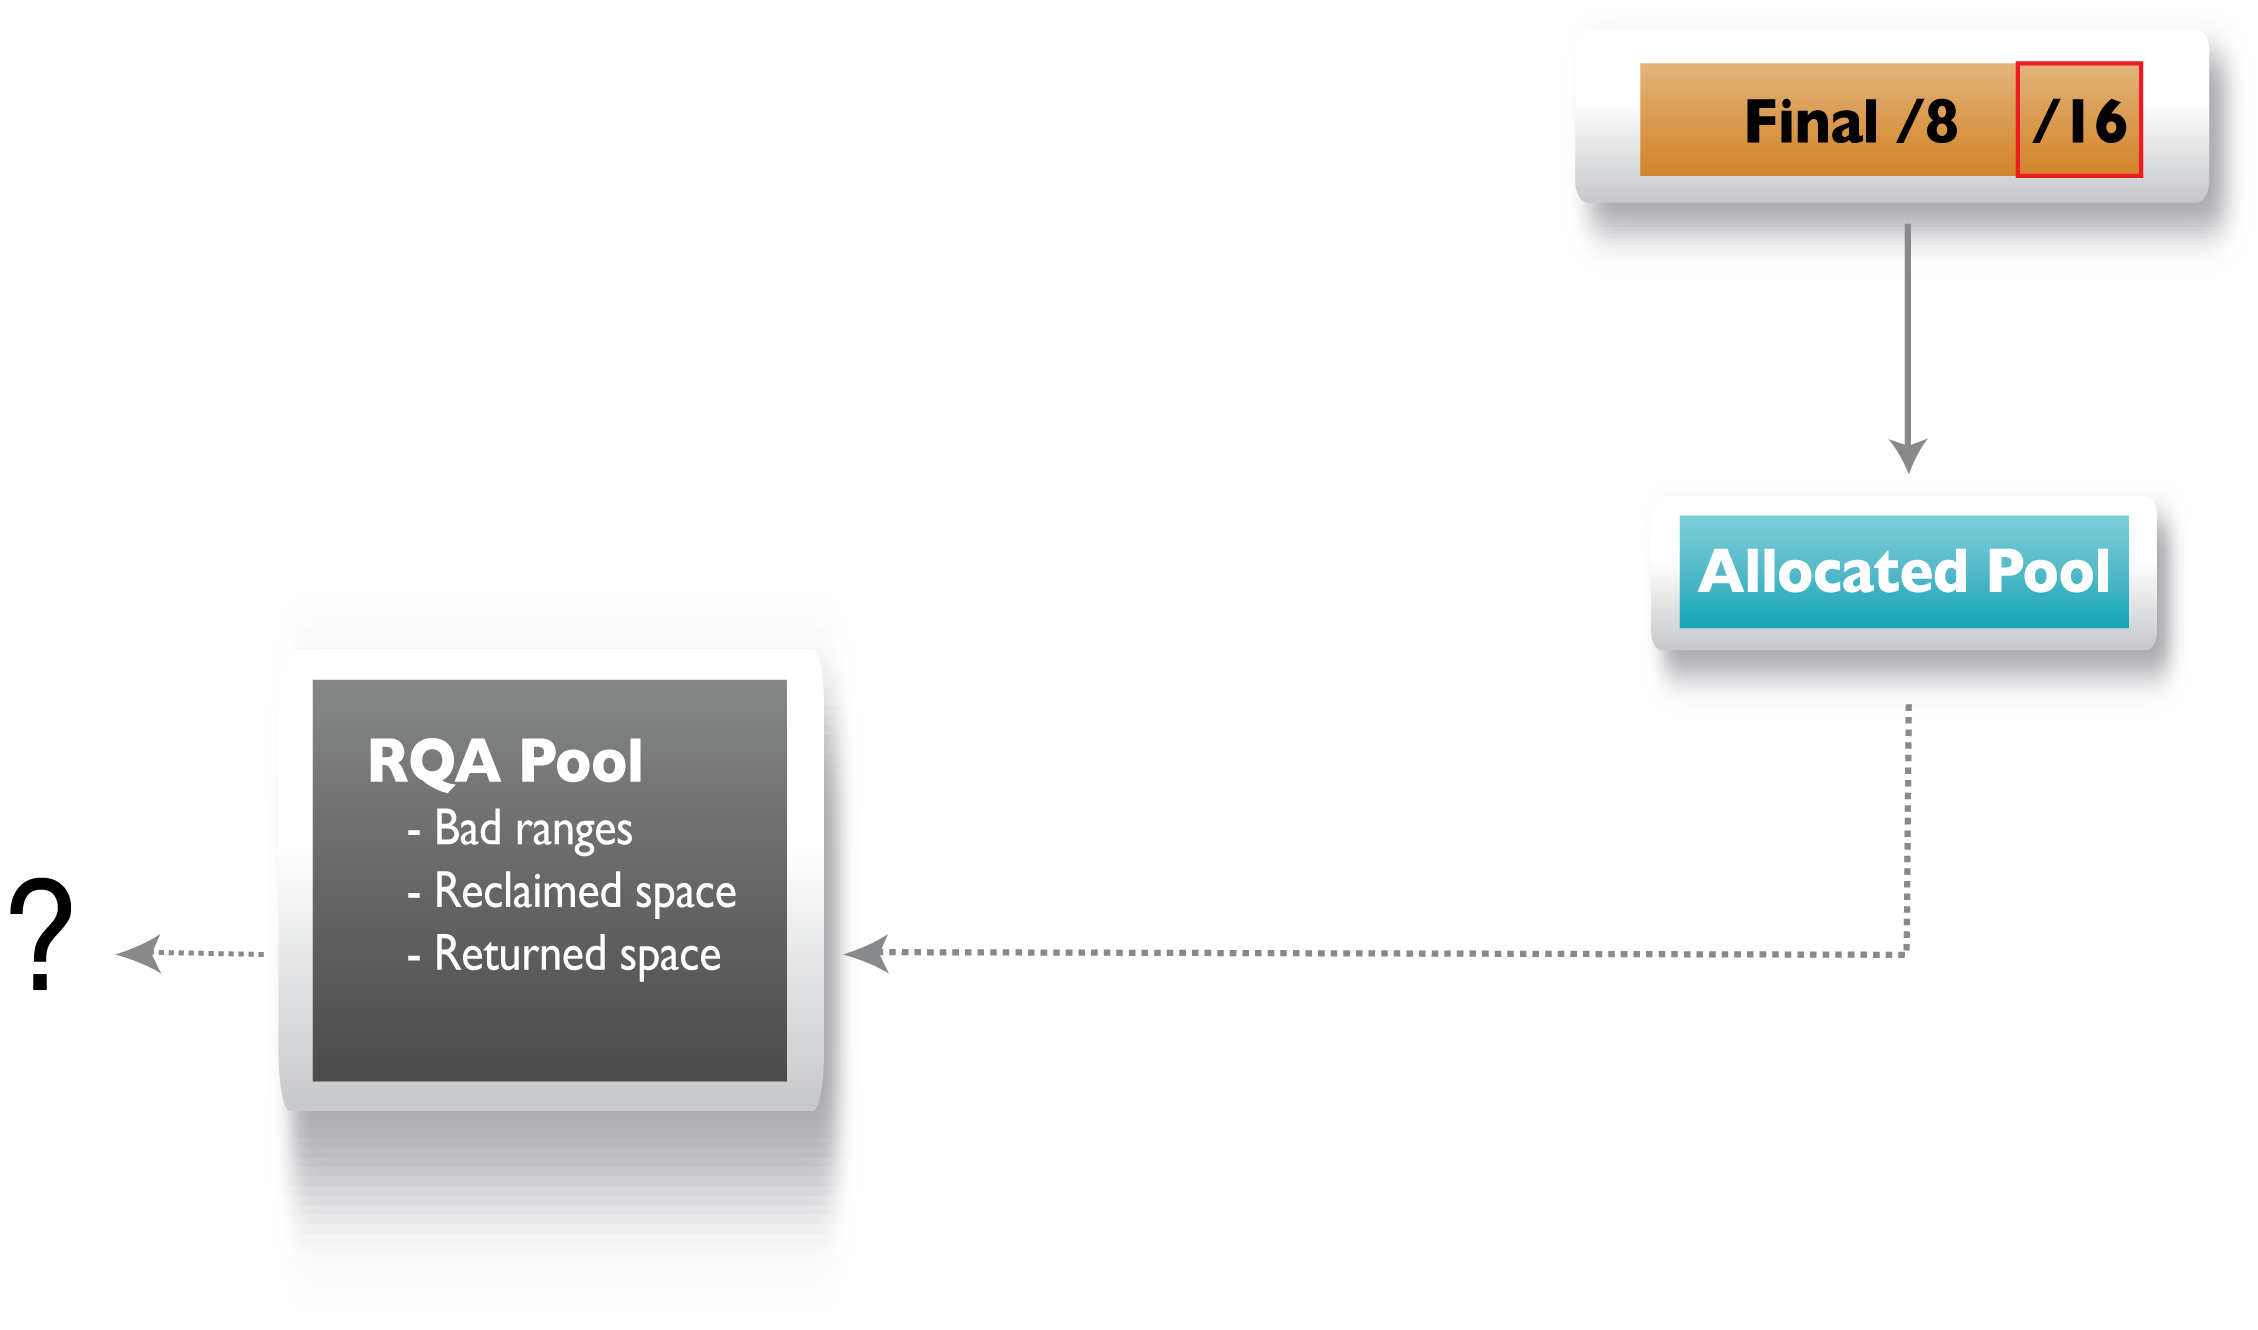 Final /8 /16
Allocated Pool
RQA Pool
- Bad ranges
- Reclaimed space
- Returned space
?